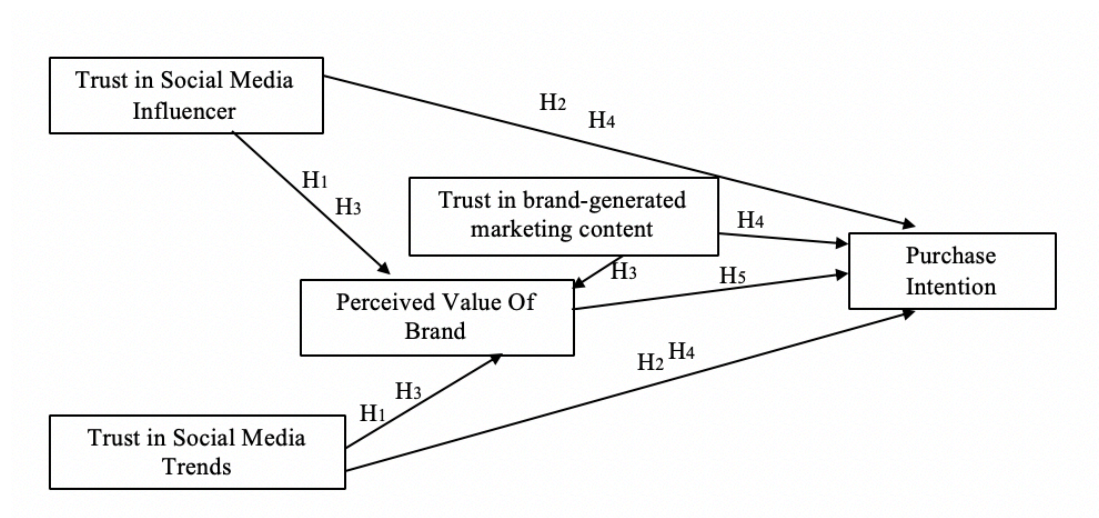 Trust in Social Media
Influencer
H2
H4
H1
H3
Trust in brand-generated
marketing content
H4
Purchase
Intention
H3
H5
Perceived Value Of
Brand
H2 H4
H3
H1
Trust in Social Media
Trends